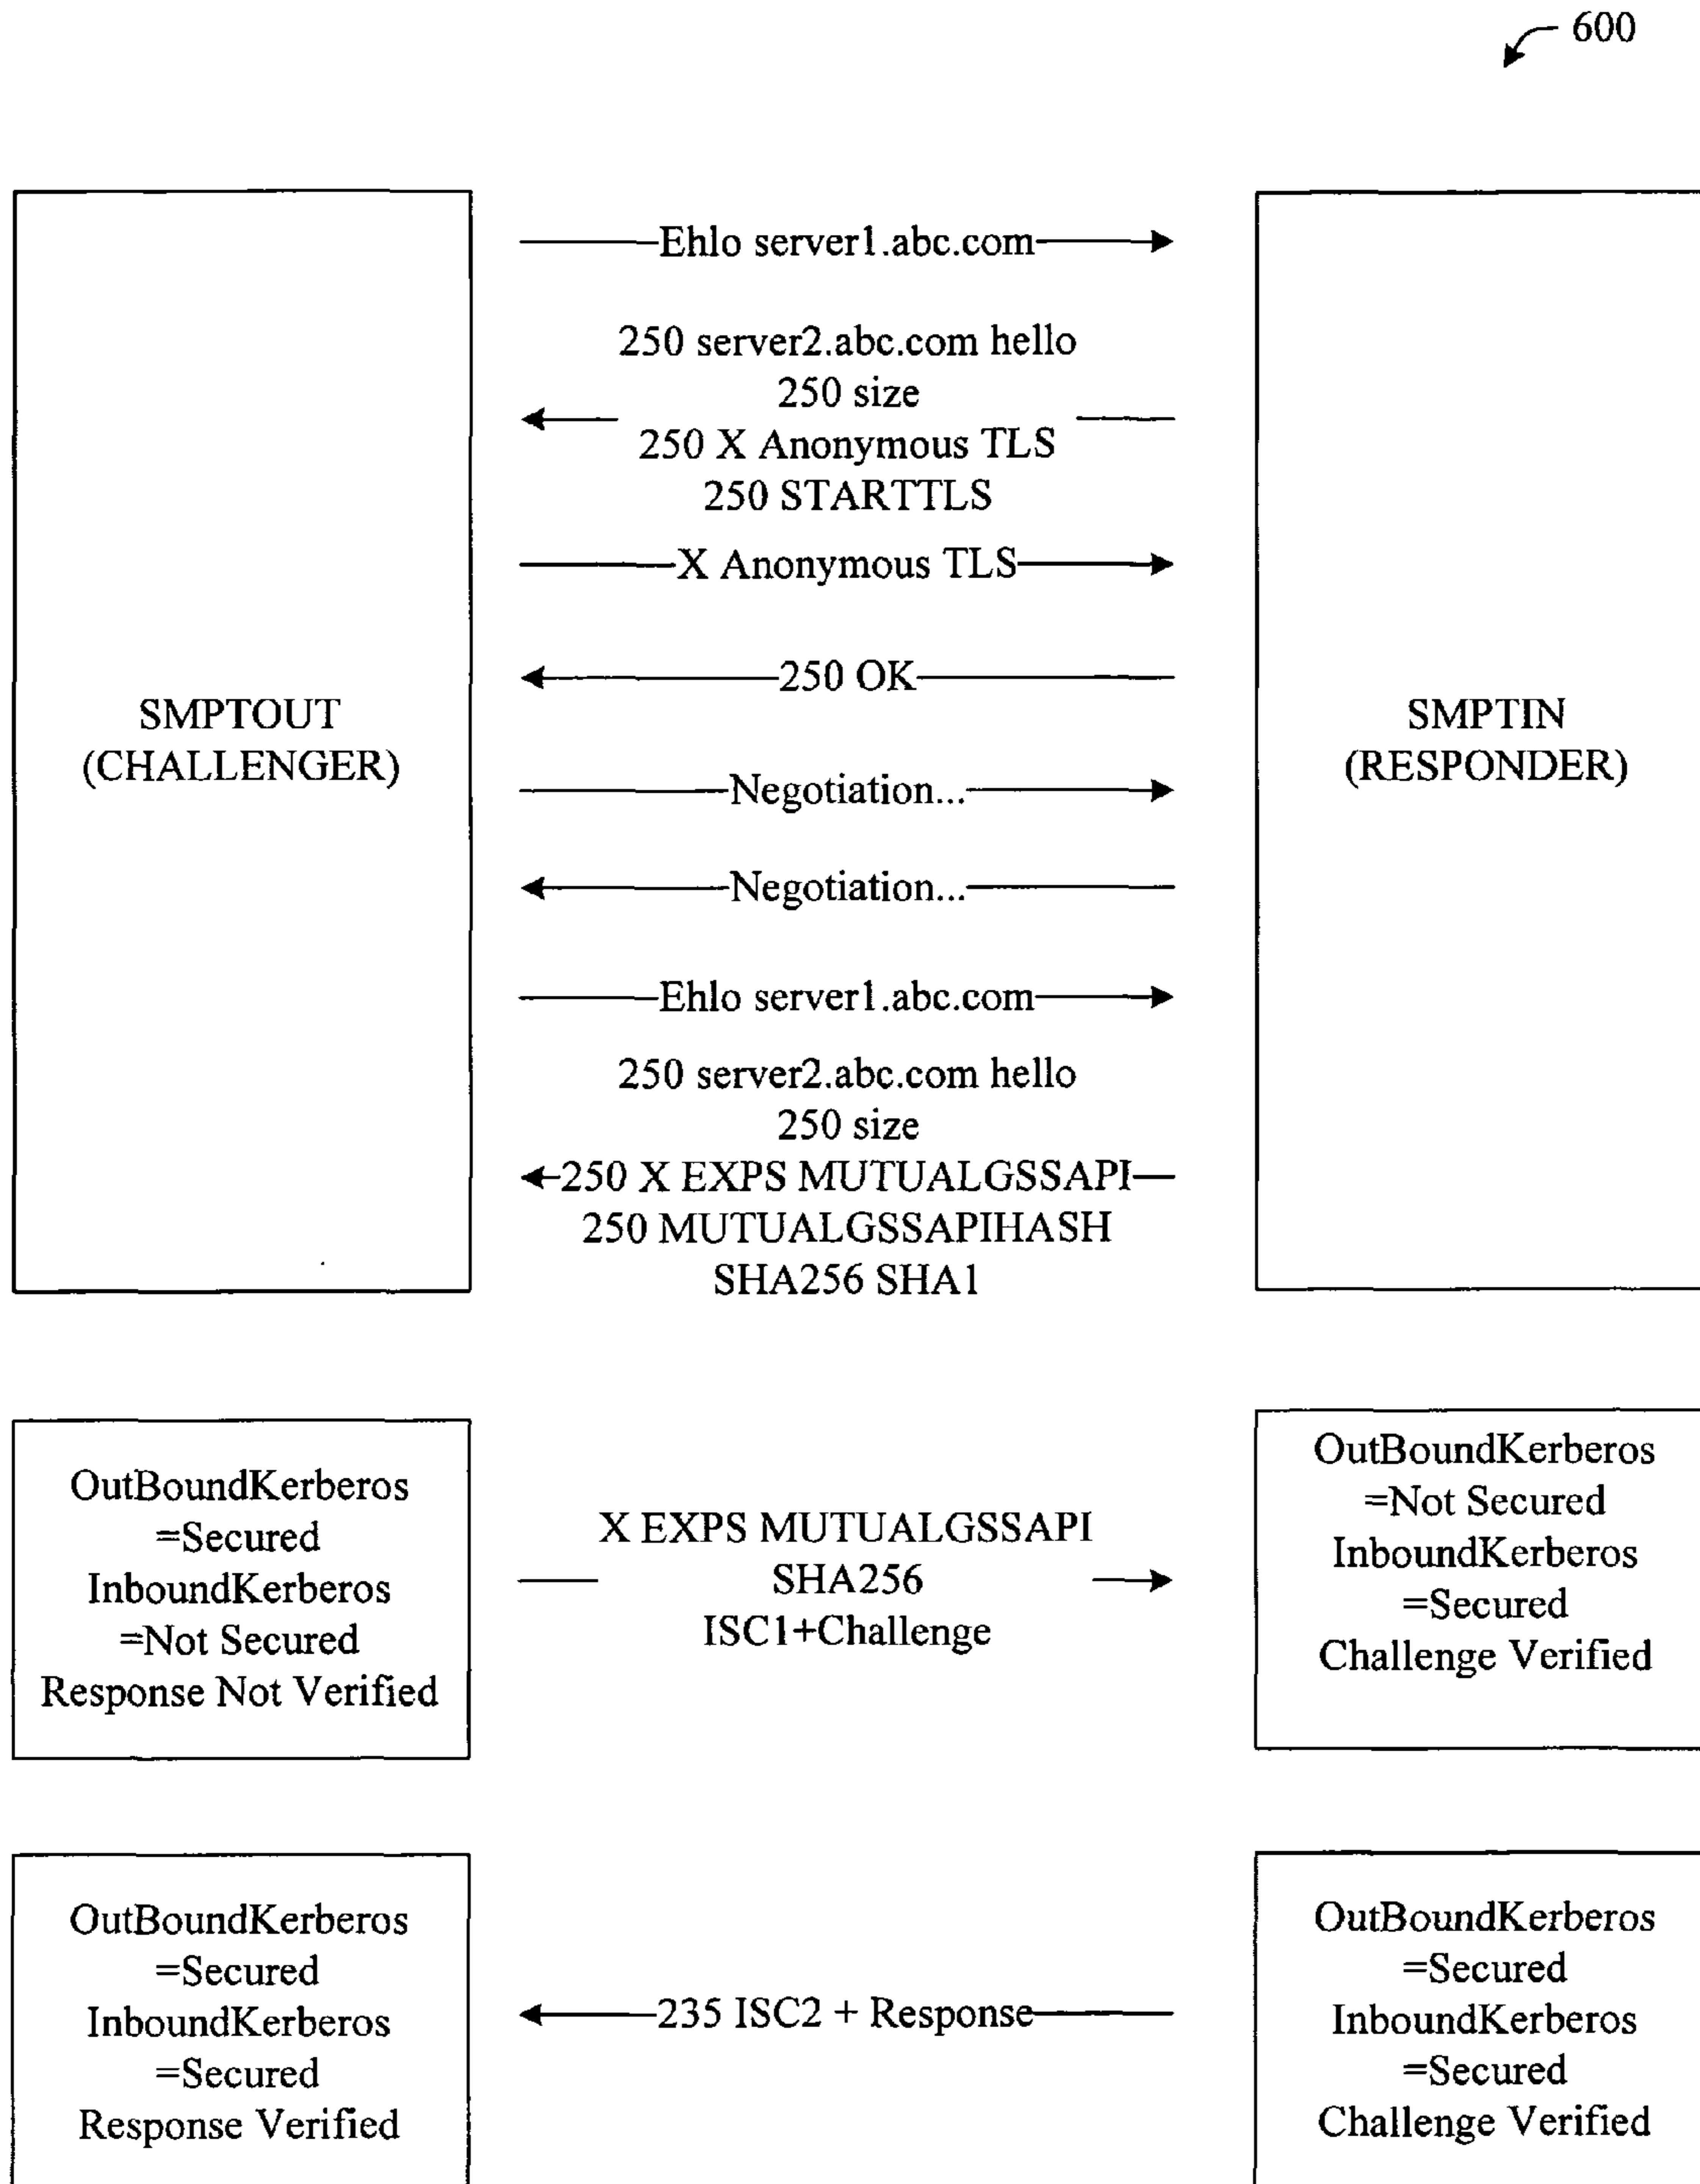 600
Ehlo server1.abc.com
250 server2.abc.com hello
250 size
250 X Anonymous TLS
250 STARTTLS
X Anonymous TLS
250 OK
SMPTOUT
(CHALLENGER)
SMPTIN
(RESPONDER)
Negotiation...
Negotiation...
Ehlo server1.abc.com
250 server2.abc.com hello
250 size
250 X EXPS MUTUALGSSAPI
250 MUTUALGSSAPIHASH
SHA256 SHA1
OutBoundKerberos
=Secured
InboundKerberos
=Not Secured
Response Not Verified
X EXPS MUTUALGSSAPI
SHA256
ISC1+Challenge
OutBoundKerberos
=Not Secured
InboundKerberos
=Secured
Challenge Verified
OutBoundKerberos
=Secured
InboundKerberos
=Secured
Response Verified
235 ISC2 + Response
OutBoundKerberos
=Secured
InboundKerberos
=Secured
Challenge Verified